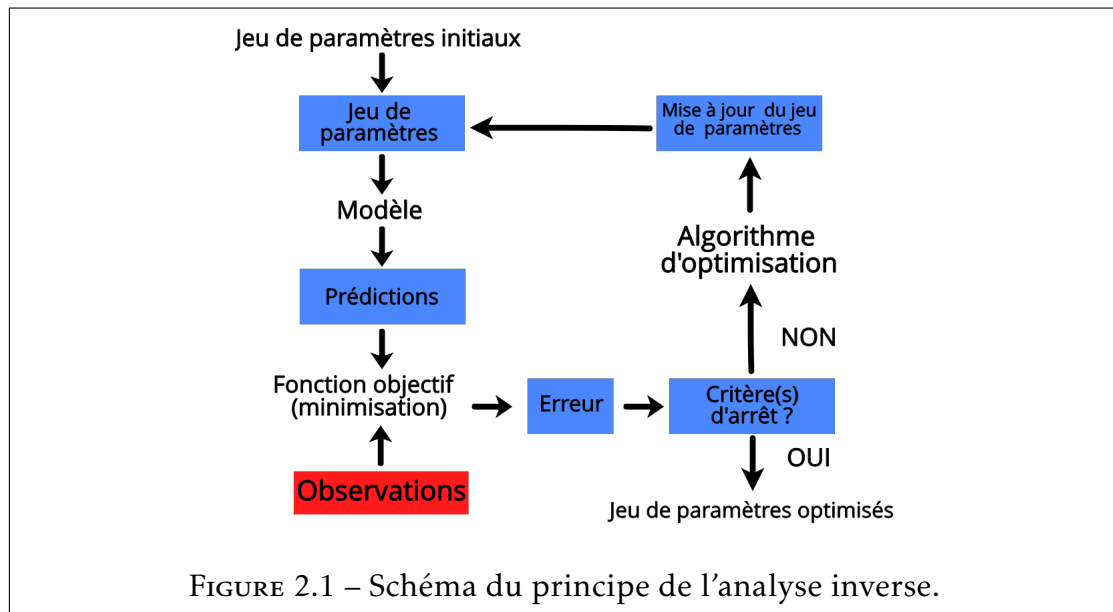 Jeu de paramètres initiaux
Jeu de
paramètres
Mise à jour du jeu
de paramètres
Modèle
Algorithme
d'optimisation
Prédictions
NON
Fonction objectif
(minimisation)
Erreur
Critère(s)
d'arrêt ?
OUI
Observations
Jeu de paramètres optimisés
FIGURE 2.1 – Schéma du principe de l'analyse inverse.